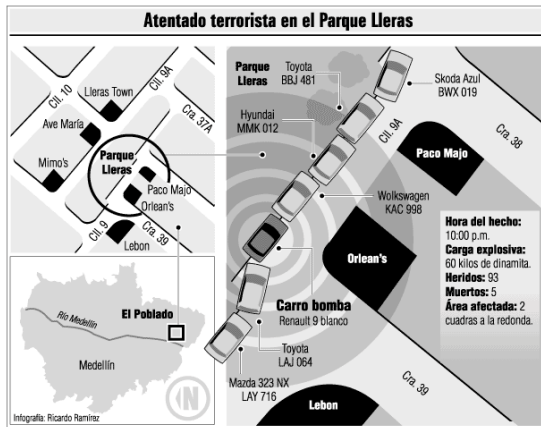 Atentado terrorista en el Parque Lleras
Cll. 10
Cll. 9A
Lleras Town
Ave María
Cra. 37A
Parque
Lleras
Mimo's
Paco Majo
Orlean's
Cll. 9
Cra. 39
Lebon
El Poblado
Río Medellín
Medellín
N
Infografía: Ricardo Ramírez
Parque
Lleras
Toyota
BBJ 481
Skoda Azul
BWX 019
Hyundai
MMK 012
Cll. 9A
Cra. 38
Paco Majo
Wolkswagen
KAC 998
Orlean's
Carro bomba
Renault 9 blanco
Toyota
LAJ 064
Mazda 323 NX
LAY 716
Cra. 39
Lebon
Hora del hecho:
10:00 p.m.
Carga explosiva:
60 kilos de dinamita.
Heridos: 93
Muertos: 5
Área afectada: 2
cuadras a la redonda.